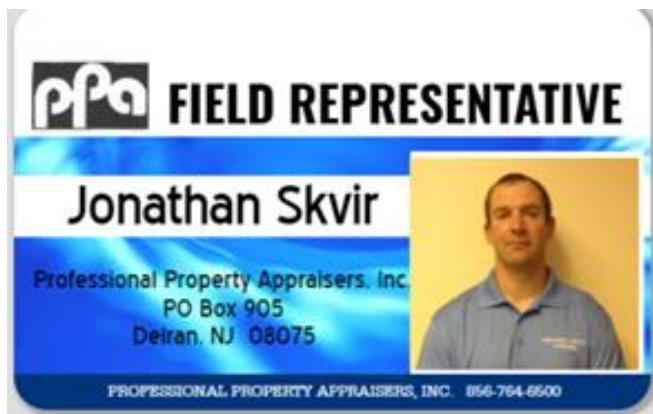 ppa FIELD REPRESENTATIVE
Jonathan Skvir
Professional Property Appraisers, Inc.
PO Box 905
Delran, NJ 08075
PROFESSIONAL PROPERTY APPRAISERS, INC. 856-764-6500